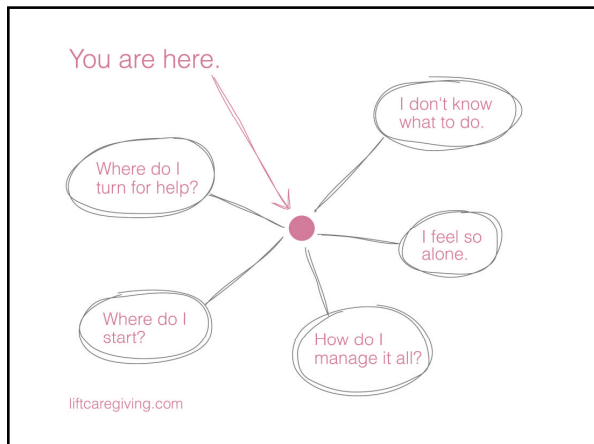 You are here.
I don't know
what to do.
Where do I
turn for help?
I feel so
alone.
Where do I
start?
How do I
manage it all?
liftcaregiving.com